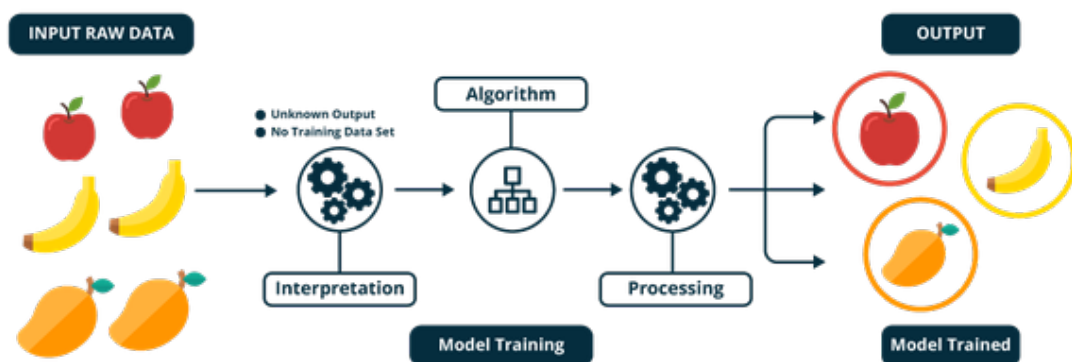 INPUT RAW DATA
OUTPUT
Algorithm
Unknown Output
No Training Data Set
Interpretation
Processing
Model Training
Model Trained